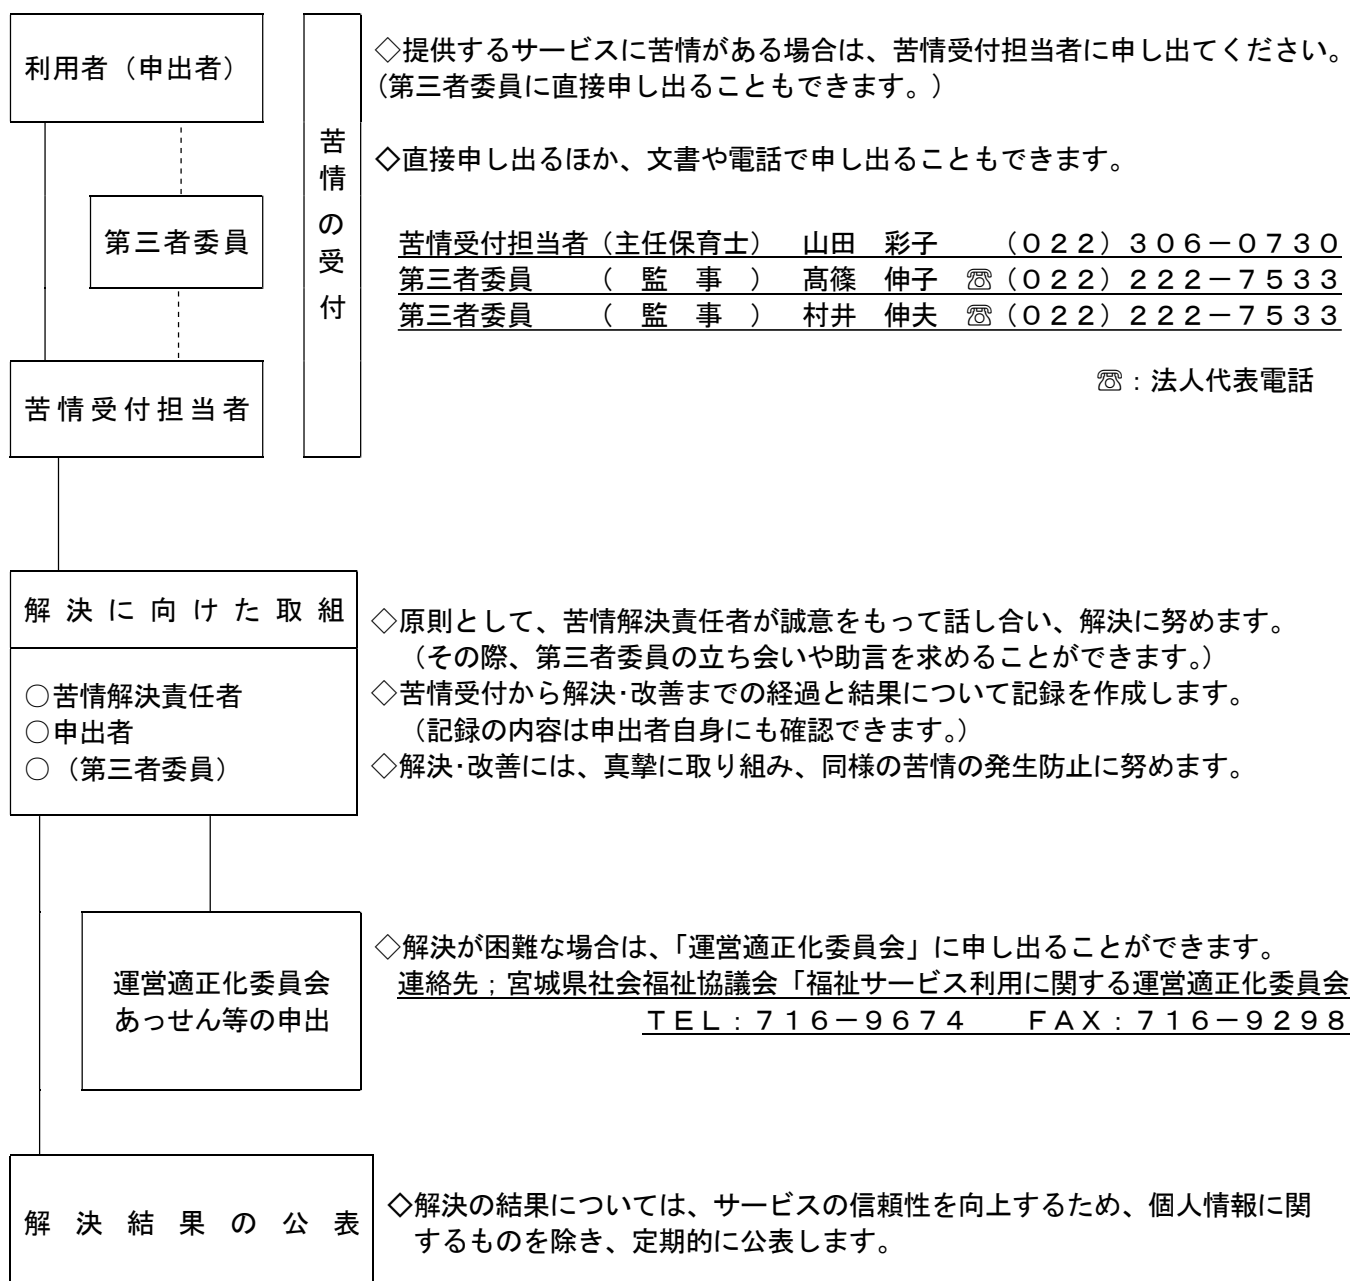 利用者（申出者）
第三者委員
苦情受付担当者
苦情の受付
◇提供するサービスに苦情がある場合は、苦情受付担当者に申し出てください。
（第三者委員に直接申し出ることもできます。）
◇直接申し出るほか、文書や電話で申し出ることもできます。
苦情受付担当者（主任保育士）　山田　彩子　（０２２）３０６－０７３０
第三者委員　（　監　事　）　髙篠　伸子　☏（０２２）２２２－７５３３
第三者委員　（　監　事　）　村井　伸夫　☏（０２２）２２２－７５３３
☏：法人代表電話
解決に向けた取組
○苦情解決責任者
○申出者
○（第三者委員）
◇原則として、苦情解決責任者が誠意をもって話し合い、解決に努めます。
（その際、第三者委員の立ち会いや助言を求めることができます。）
◇苦情受付から解決･改善までの経過と結果について記録を作成します。
（記録の内容は申出者自身にも確認できます。）
◇解決･改善には、真摯に取り組み、同様の苦情の発生防止に努めます。
運営適正化委員会
あっせん等の申出
◇解決が困難な場合は、「運営適正化委員会」に申し出ることができます。
連絡先；宮城県社会福祉協議会「福祉サービス利用に関する運営適正化委員会
ＴＥＬ：７１６－９６７４　ＦＡＸ：７１６－９２９８
解決結果の公表
◇解決の結果については、サービスの信頼性を向上するため、個人情報に関
するものを除き、定期的に公表します。